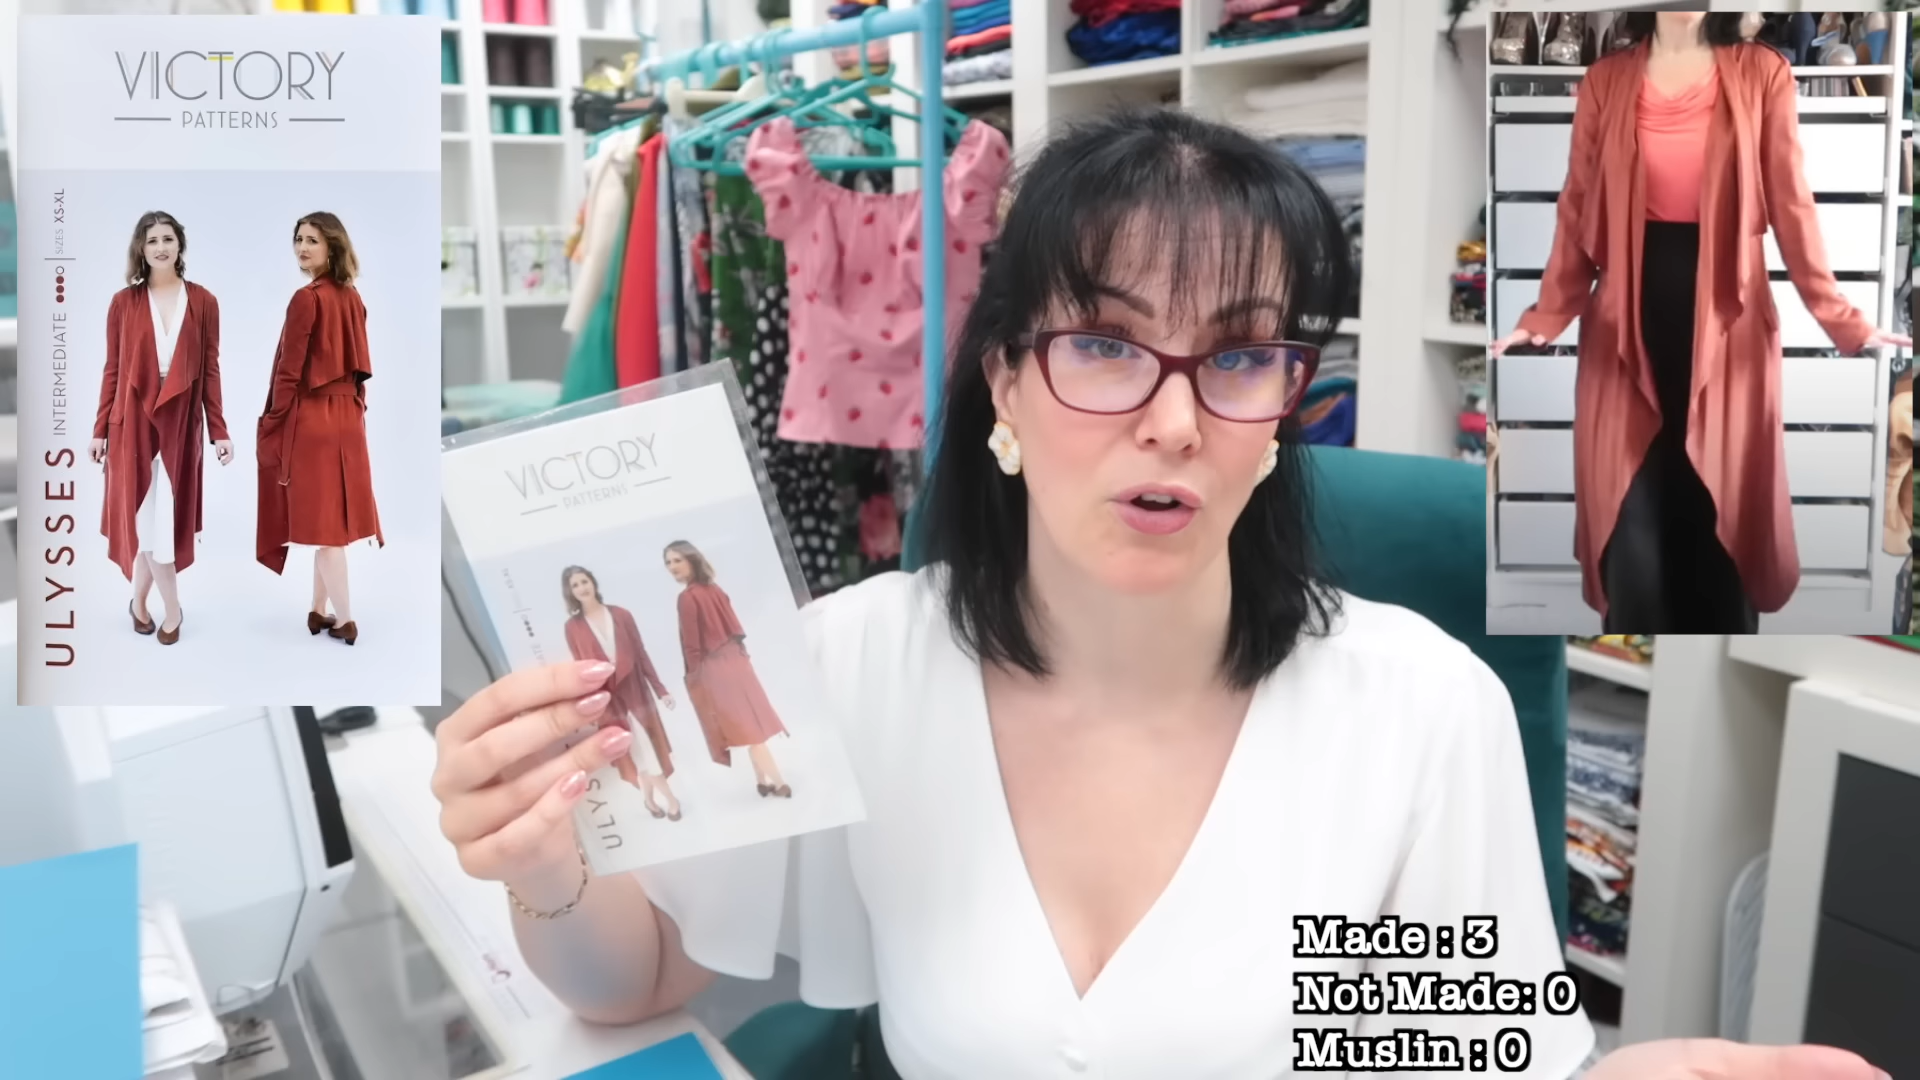 VICTORY
PATTERNS
ULYSSES INTERMEDIATE SIZES XS-XL
VICTORY
PATTERNS
ULYS
Made : 3
Not Made: 0
Muslin : 0